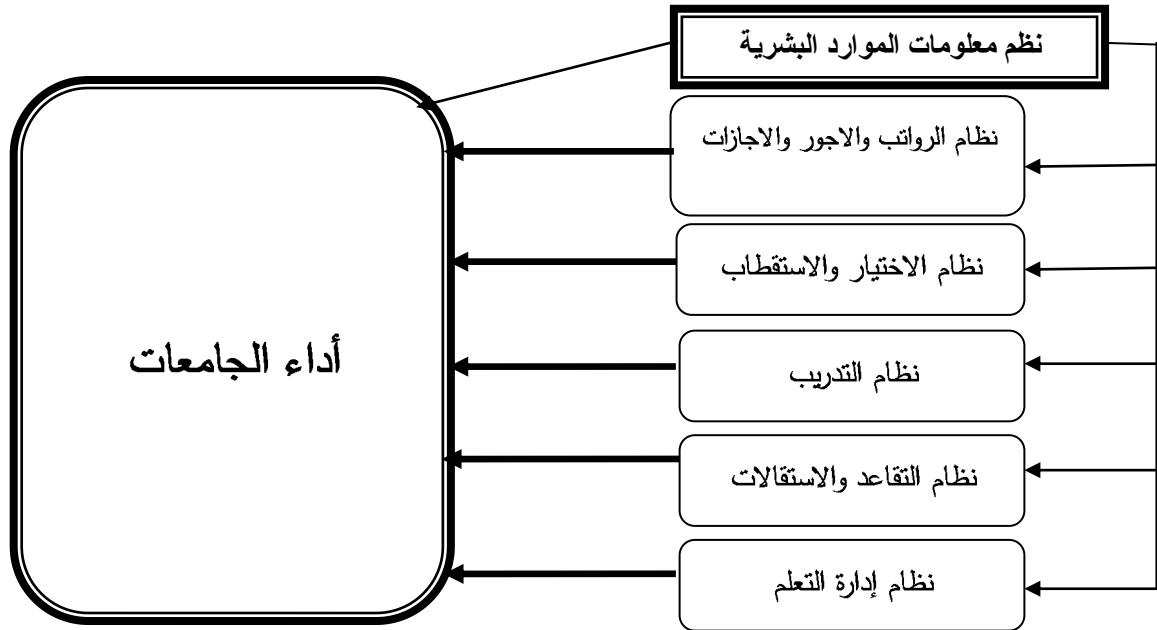 نظم معلومات الموارد البشرية
نظام الرواتب والاجور والاجازات
نظام الاختيار والاستقطاب
نظام التدريب
نظام التقاعد والاستقالات
نظام إدارة التعلم
أداء الجامعات